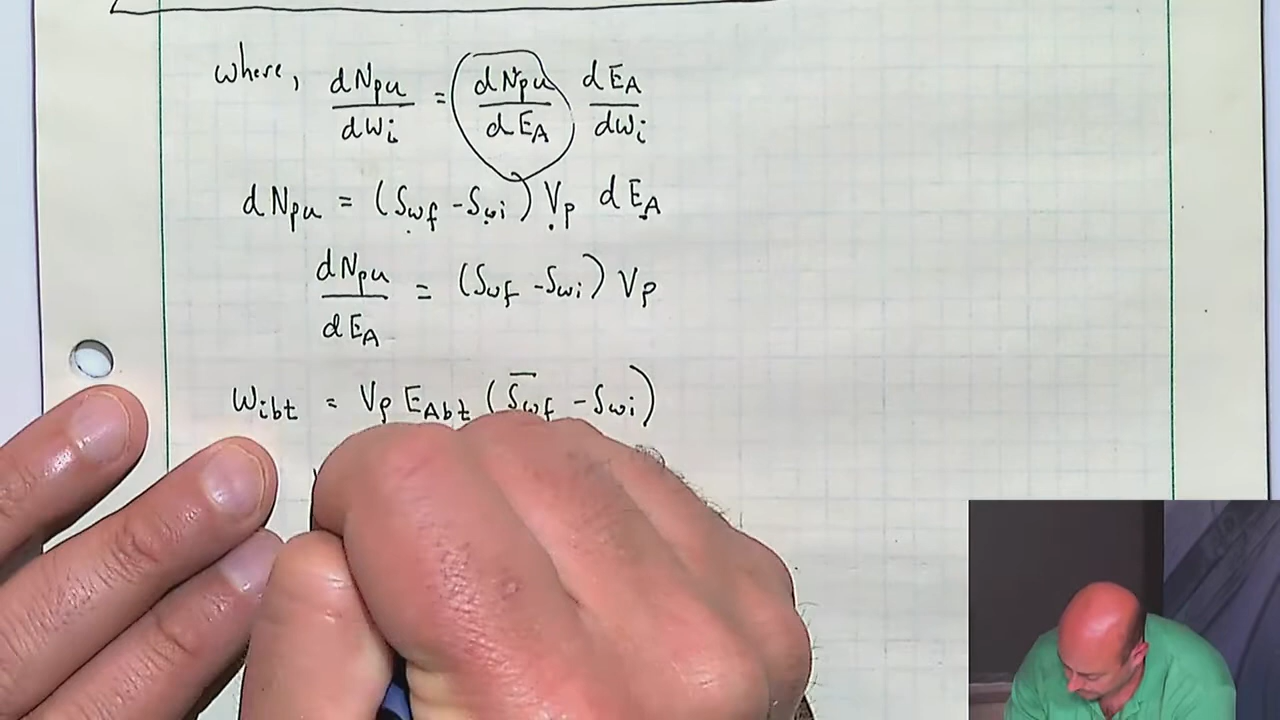 where, dNpu/dWi = dNpu/dEA dEA/dWi
dNpu = (Swf - Swi) Vp dEA
dNpu/dEA = (Swf - Swi) Vp
Wibt = Vp EAbt (S̅wf - Swi)